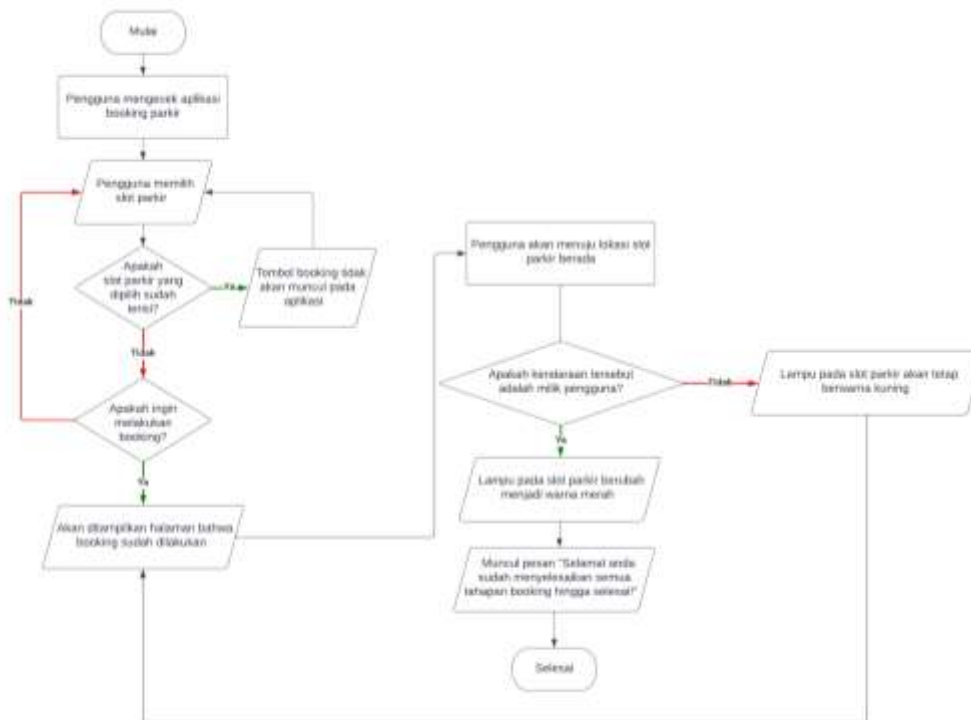 Mulai
Pengguna mengecek aplikasi
booking parkir
Pengguna memilih
slot parkir
Apakah
slot parkir yang
dipilih sudah
terisi?
Ya
Tombol booking tidak
akan muncul pada
aplikasi
Tidak
Tidak
Apakah ingin
melakukan
booking?
Ya
Akan ditampilkan halaman bahwa
booking sudah dilakukan
Pengguna akan menuju lokasi slot
parkir berada
Apakah kendaraan tersebut
adalah milik pengguna?
Tidak
Lampu pada slot parkir akan tetap
berwarna kuning
Ya
Lampu pada slot parkir berubah
menjadi warna merah
Muncul pesan "Selamat anda
sudah menyelesaikan semua
tahapan booking hingga selesai!"
Selesai